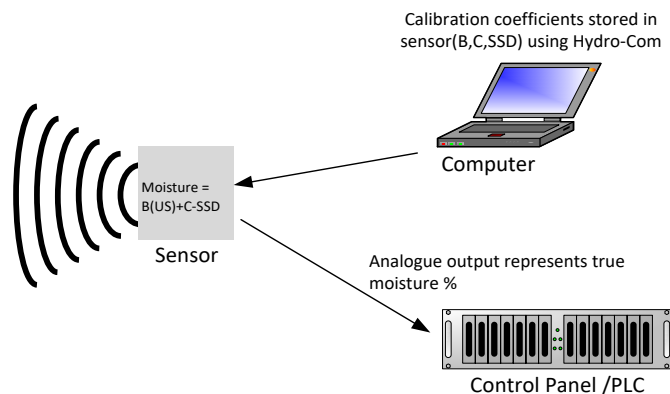 Calibration coefficients stored in
sensor(B,C,SSD) using Hydro-Com
Computer
Moisture =
B(US)+C-SSD
Sensor
Analogue output represents true
moisture %
Control Panel /PLC